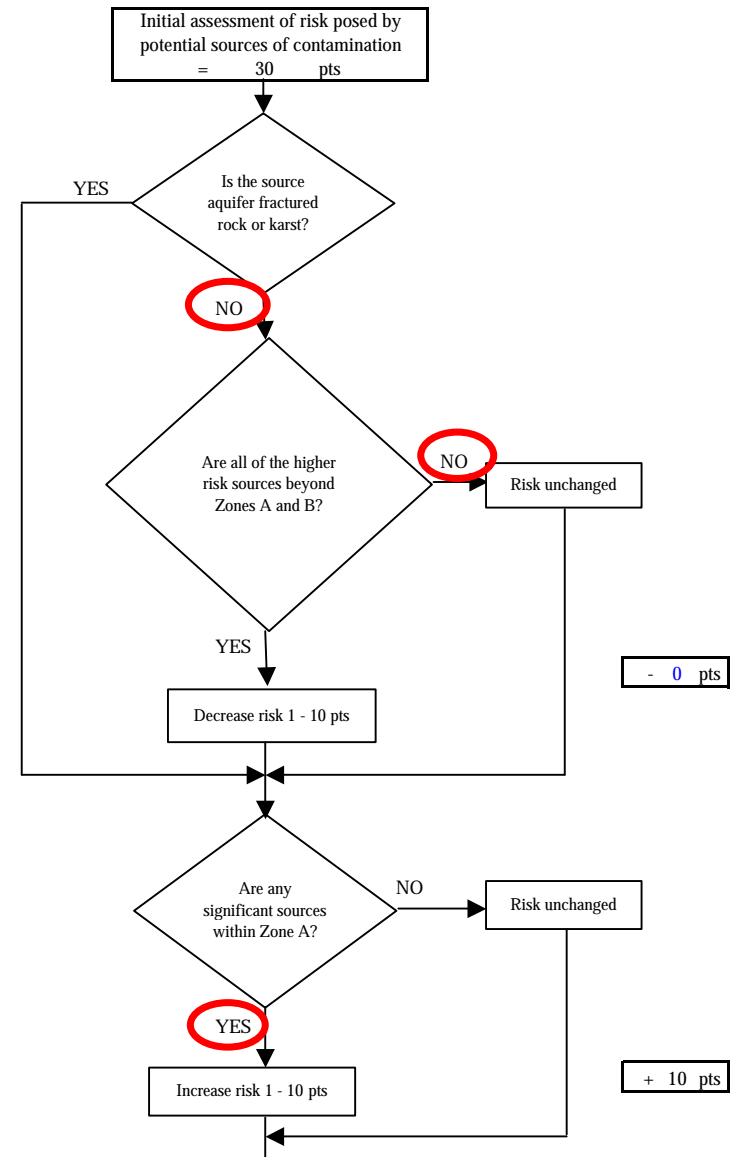 Initial assessment of risk posed by
potential sources of contamination
= 30 pts
YES
Is the source
aquifer fractured
rock or karst?
NO
Are all of the higher
risk sources beyond
Zones A and B?
NO
Risk unchanged
YES
- 0 pts
Decrease risk 1 - 10 pts
Are any
significant sources
within Zone A?
NO
Risk unchanged
YES
+ 10 pts
Increase risk 1 - 10 pts